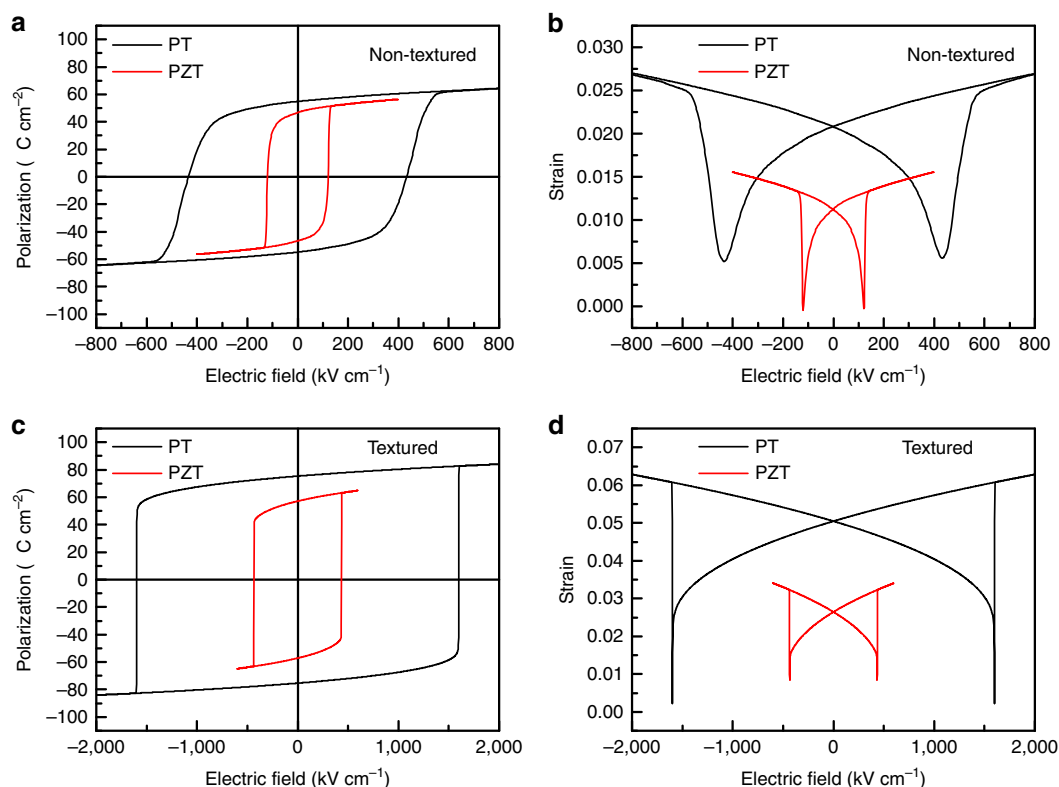 a
PT
PZT
Non-textured
100
80
60
40
20
0
−20
−40
−60
−80
−100
Polarization ( C cm−2)
−800 −600 −400 −200 0 200 400 600 800
Electric field (kV cm−1)
b
PT
PZT
Non-textured
0.030
0.025
0.020
0.015
0.010
0.005
0.000
Strain
−800 −600 −400 −200 0 200 400 600 800
Electric field (kV cm−1)
c
PT
PZT
Textured
100
80
60
40
20
0
−20
−40
−60
−80
−100
Polarization ( C cm−2)
−2,000 −1,000 0 1,000 2,000
Electric field (kV cm−1)
d
PT
PZT
Textured
0.07
0.06
0.05
0.04
0.03
0.02
0.01
0.00
Strain
−2,000 −1,000 0 1,000 2,000
Electric field (kV cm−1)